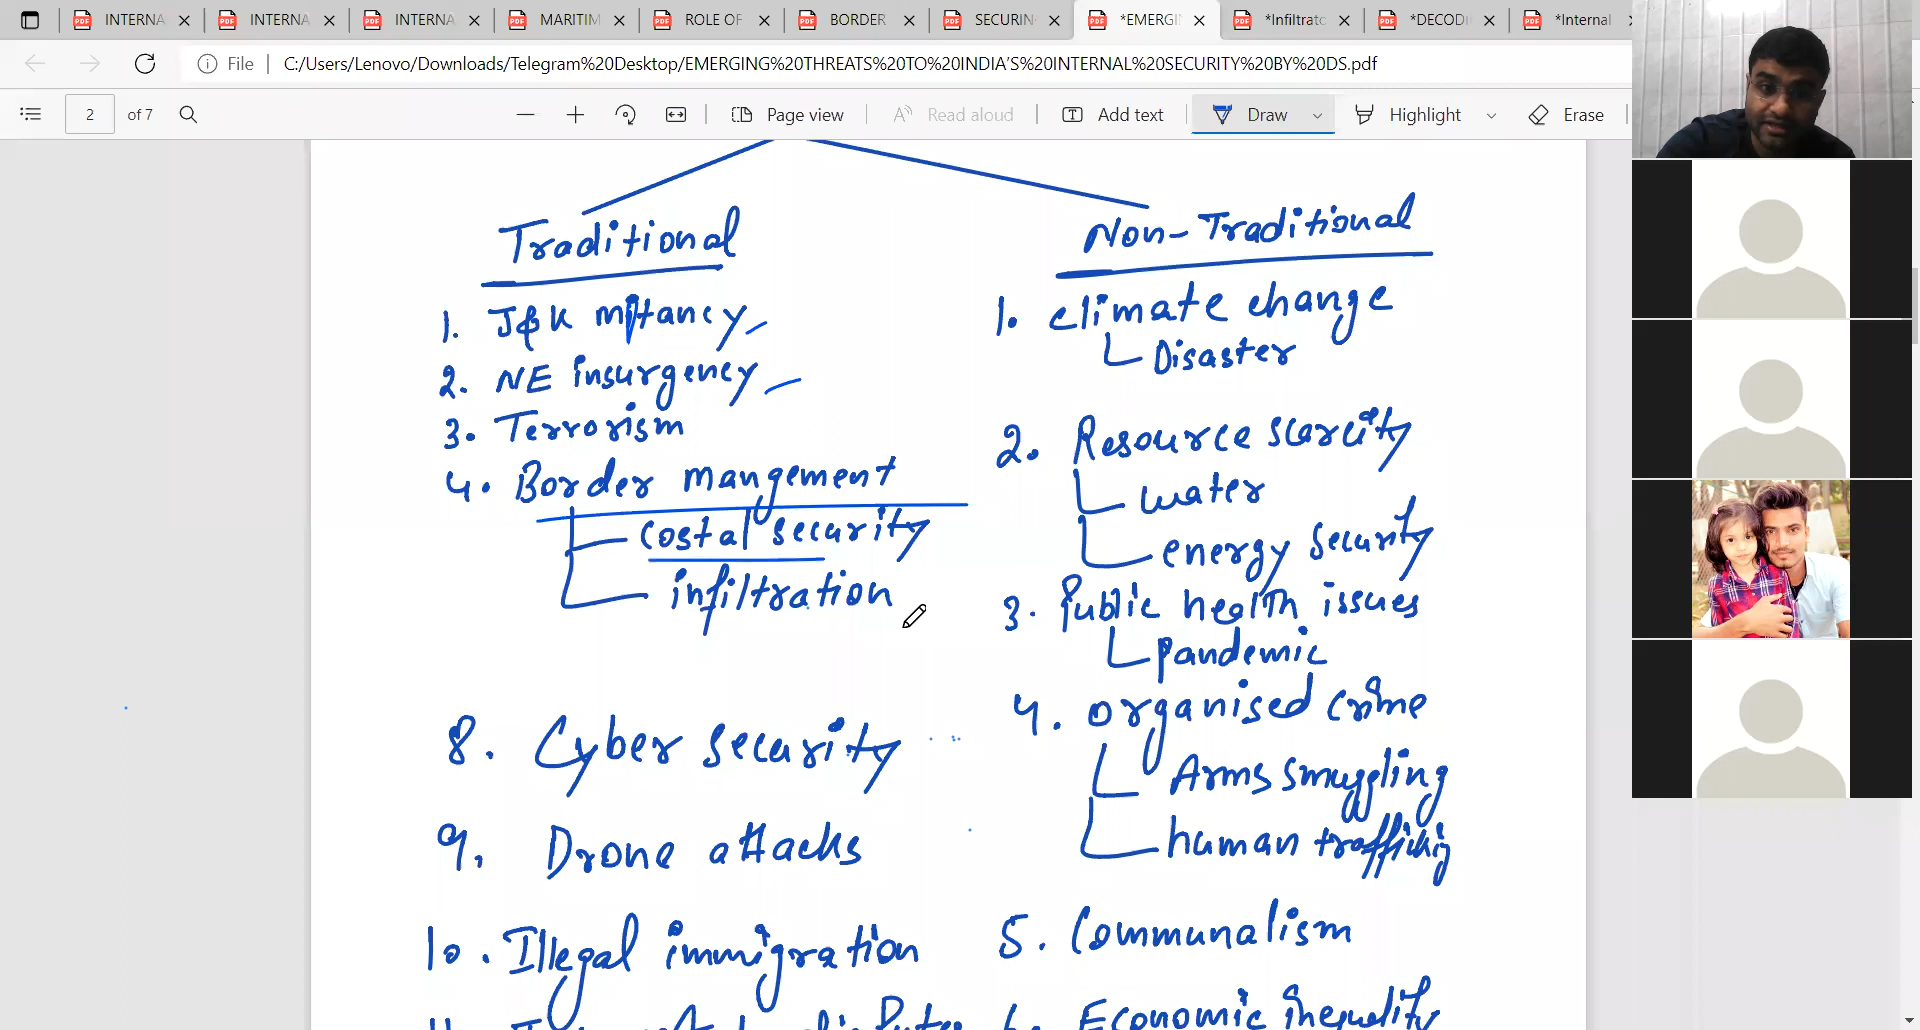 INTERNA
INTERNA
INTERNA
MARITIM
ROLE OF
BORDER
SECURIN
*EMERGI
*Infiltrato
*DECODI
*Internal
File
C:/Users/Lenovo/Downloads/Telegram%20Desktop/EMERGING%20THREATS%20TO%20INDIA'S%20INTERNAL%20SECURITY%20BY%20DS.pdf
2 of 7
Page view
Read aloud
Add text
Draw
Highlight
Erase
Traditional
1. J&K
2. NE insurgency
3. Terrorism
4. Border mangement
costal security
infiltration
8. Cyber security
9. Drone attacks
10. Illegal immigration
Non-Traditional
1. climate change
Disaster
2. Resource
water
energy security
3. Public health issues
pandemic
4. organised crime
Arms smuggling
human
5. Communalism
6. Economic inequality